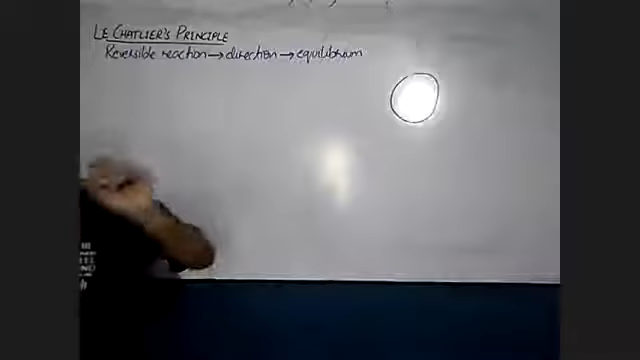 LE CHATLIER'S PRINCIPLE
Reversible reaction → direction → equilibrium